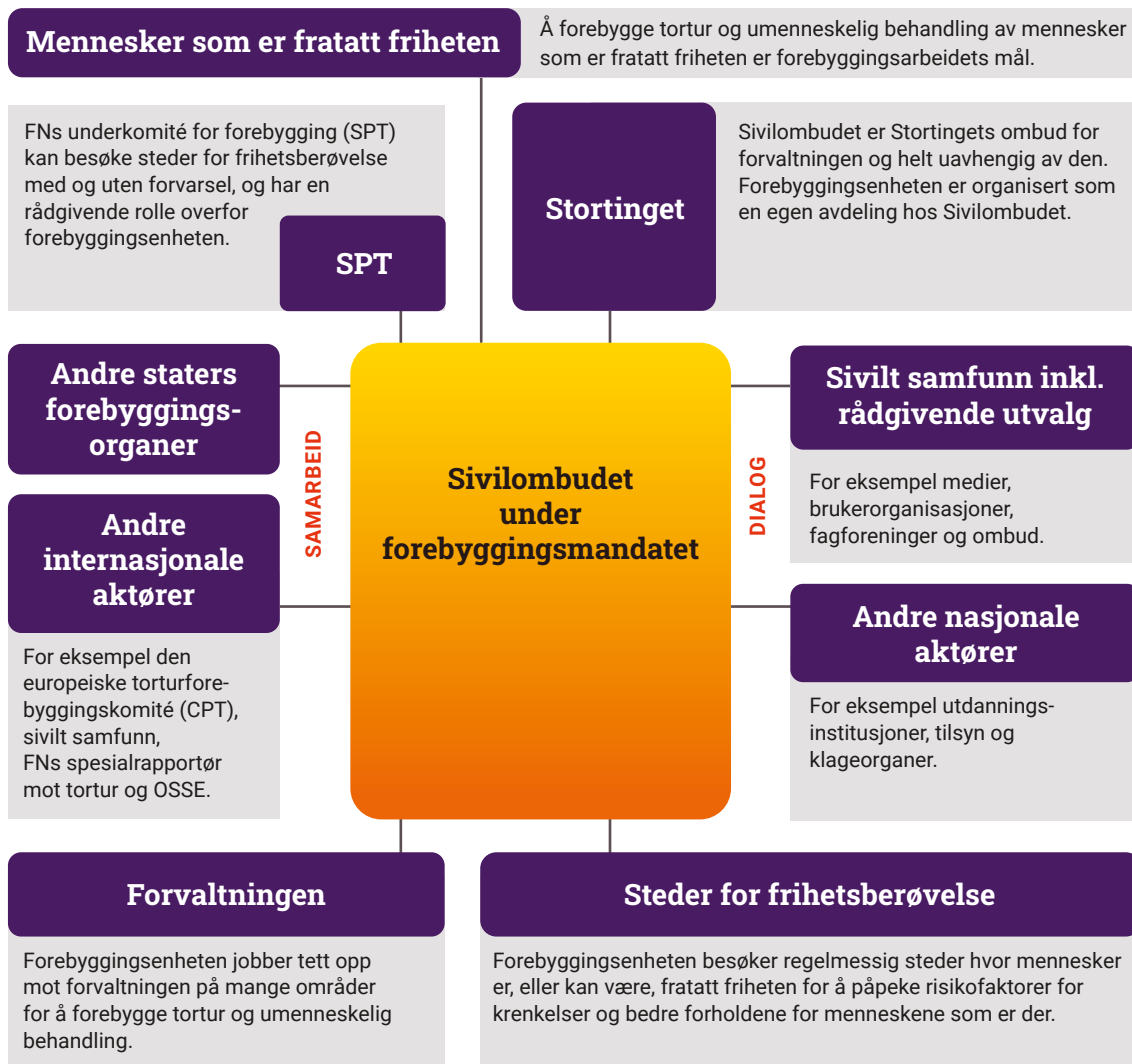 Mennesker som er fratatt friheten
Å forebygge tortur og umenneskelig behandling av mennesker
som er fratatt friheten er forebyggingsarbeidets mål.
FNs underkomité for forebygging (SPT)
kan besøke steder for frihetsberøvelse
med og uten forvarsel, og har en
rådgivende rolle overfor
forebyggingsenheten.
SPT
Stortinget
Sivilombudet er Stortingets ombud for
forvaltningen og helt uavhengig av den.
Forebyggingsenheten er organisert som
en egen avdeling hos Sivilombudet.
Andre staters
forebyggings-
organer
Andre
internasjonale
aktører
For eksempel den
europeiske torturfore-
byggingskomité (CPT),
sivilt samfunn,
FNs spesialrapportør
mot tortur og OSSE.
SAMARBEID
Sivilombudet
under
forebyggingsmandatet
DIALOG
Sivilt samfunn inkl.
rådgivende utvalg
For eksempel medier,
brukerorganisasjoner,
fagforeninger og ombud.
Andre nasjonale
aktører
For eksempel utdannings-
institusjoner, tilsyn og
klageorganer.
Forvaltningen
Forebyggingsenheten jobber tett opp
mot forvaltningen på mange områder
for å forebygge tortur og umenneskelig
behandling.
Steder for frihetsberøvelse
Forebyggingsenheten besøker regelmessig steder hvor mennesker
er, eller kan være, fratatt friheten for å påpeke risikofaktorer for
krenkelser og bedre forholdene for menneskene som er der.